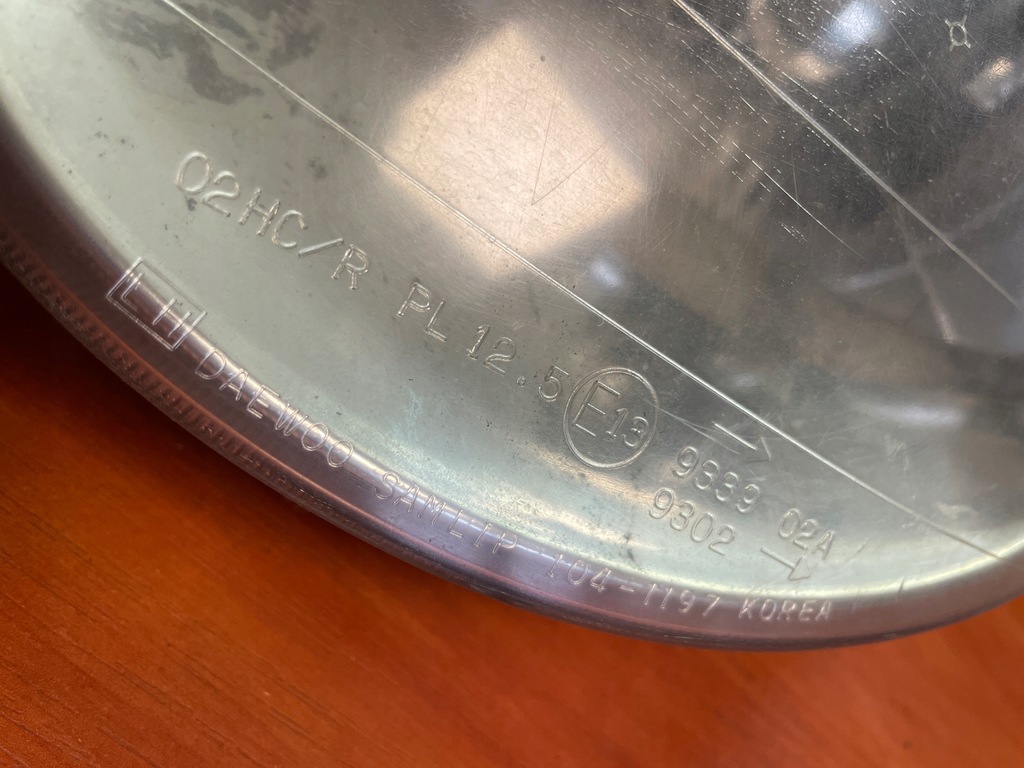 02HC/R PL 12.5 E13
9339 02A
9302
LH DAEWOO-SAMLIP 104-1197 KOREA